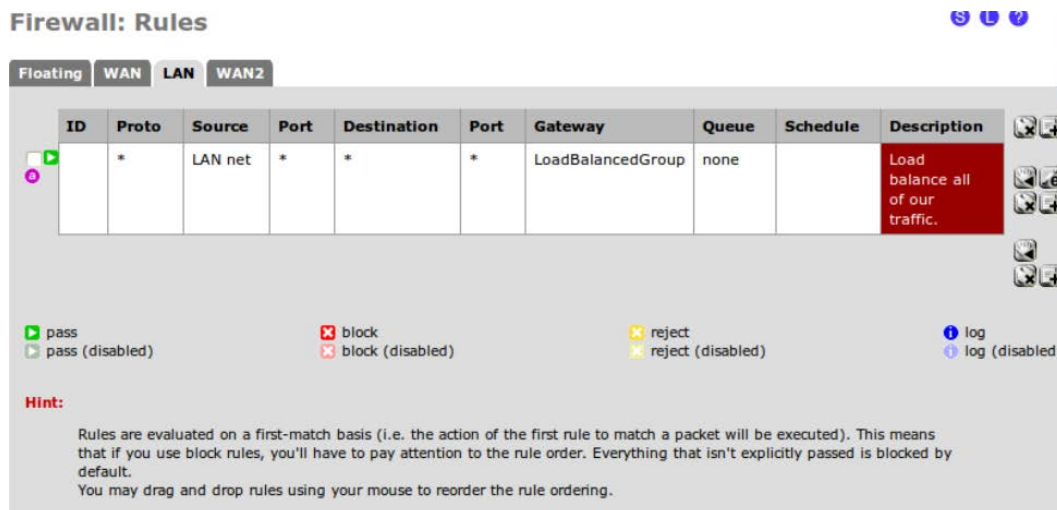 Firewall: Rules
S L ?
Floating WAN LAN WAN2
ID Proto Source Port Destination Port Gateway Queue Schedule Description
* LAN net * * * LoadBalancedGroup none Load
balance all
of our
traffic.
a
pass block reject log
pass (disabled) block (disabled) reject (disabled) log (disabled
Hint:
Rules are evaluated on a first-match basis (i.e. the action of the first rule to match a packet will be executed). This means
that if you use block rules, you'll have to pay attention to the rule order. Everything that isn't explicitly passed is blocked by
default.
You may drag and drop rules using your mouse to reorder the rule ordering.